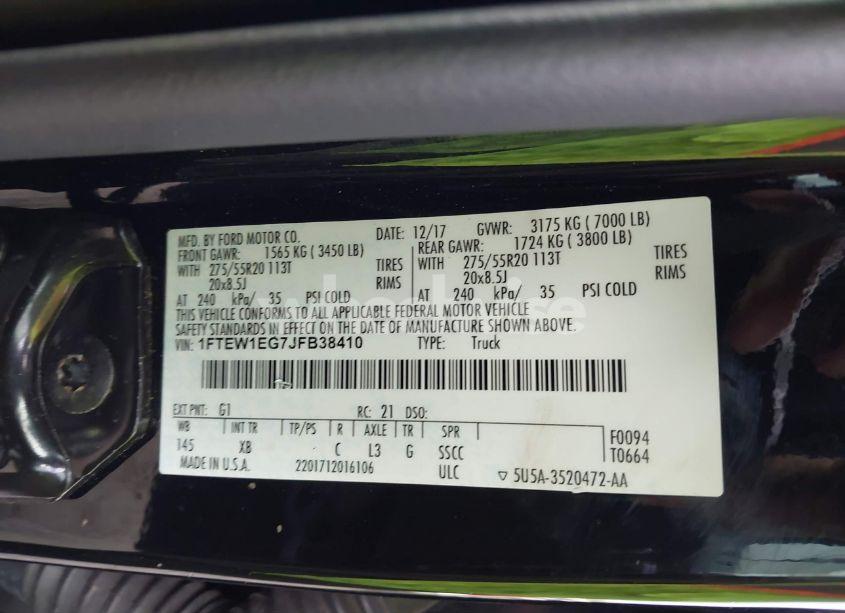 MFD. BY FORD MOTOR CO. DATE: 12/17 GVWR: 3175 KG ( 7000 LB)
FRONT GAWR: 1565 KG ( 3450 LB) REAR GAWR: 1724 KG ( 3800 LB)
WITH 275/55R20 113T TIRES WITH 275/55R20 113T TIRES
20x8.5J RIMS 20x8.5J RIMS
AT 240 kPa/ 35 PSI COLD AT 240 kPa/ 35 PSI COLD
THIS VEHICLE CONFORMS TO ALL APPLICABLE FEDERAL MOTOR VEHICLE
SAFETY STANDARDS IN EFFECT ON THE DATE OF MANUFACTURE SHOWN ABOVE.
VIN: 1FTEW1EG7JFB38410 TYPE: Truck
EXT PNT: G1 RC: 21 DSO:
WB INT TR TP/PS R AXLE TR SPR F0094
145 XB C L3 G SSCC T0664
MADE IN U.S.A. 2201712016106 ULC ▽ 5U5A-3520472-AA